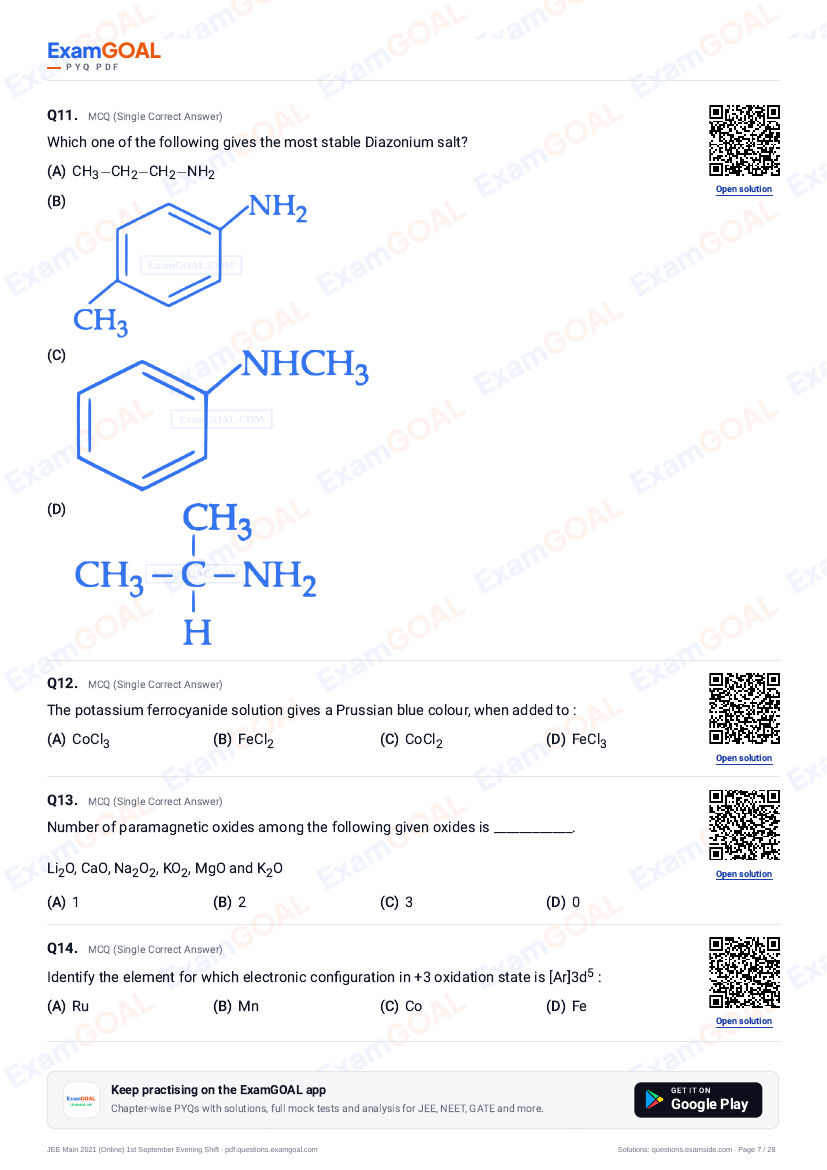 ExamGOAL
PYQ PDF
Q11. MCQ (Single Correct Answer)
Which one of the following gives the most stable Diazonium salt?
Open solution
(A) CH₃–CH₂–CH₂–NH₂
(B)
NH₂
ExamGOAL.COM
CH₃
(C)
NHCH₃
ExamGOAL.COM
(D)
CH₃
CH₃–C–NH₂
H
Q12. MCQ (Single Correct Answer)
The potassium ferrocyanide solution gives a Prussian blue colour, when added to :
(A) CoCl₃ (B) FeCl₂ (C) CoCl₂ (D) FeCl₃
Open solution
Q13. MCQ (Single Correct Answer)
Number of paramagnetic oxides among the following given oxides is ____________.
Li₂O, CaO, Na₂O₂, KO₂, MgO and K₂O
Open solution
(A) 1 (B) 2 (C) 3 (D) 0
Q14. MCQ (Single Correct Answer)
Identify the element for which electronic configuration in +3 oxidation state is [Ar]3d⁵ :
(A) Ru (B) Mn (C) Co (D) Fe
Open solution
ExamGOAL
Keep practising on the ExamGOAL app
Chapter-wise PYQs with solutions, full mock tests and analysis for JEE, NEET, GATE and more.
GET IT ON
Google Play
JEE Main 2021 (Online) 1st September Evening Shift · pdf.questions.examgoal.com
Solutions: questions.examside.com · Page 7 / 28